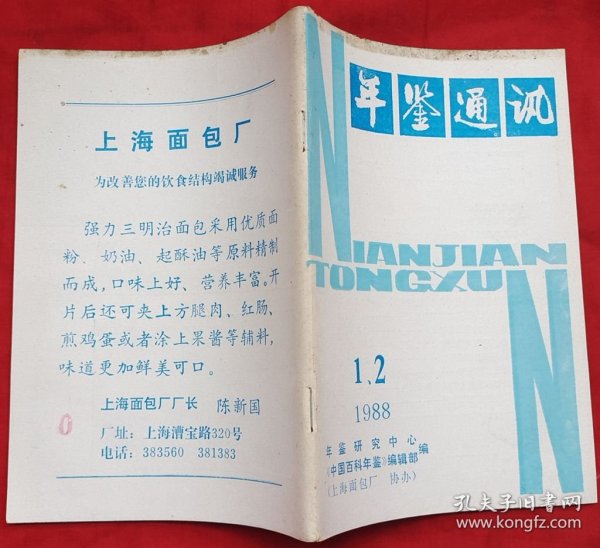 上海面包厂
为改善您的饮食结构竭诚服务
强力三明治面包采用优质面
粉、奶油、起酥油等原料精制
而成,口味上好、营养丰富。开
片后还可夹上方腿肉、红肠、
煎鸡蛋或者涂上果酱等辅料,
味道更加鲜美可口。
上海面包厂厂长 陈新国
厂址:上海漕宝路320号
电话:383560 381383
年鉴通讯
NIANJIAN
TONGXUN
1、2
1988
年鉴研究中心
《中国百科年鉴》编辑部编
(上海面包厂 协办)
孔夫子旧书网
www.kongfz.com